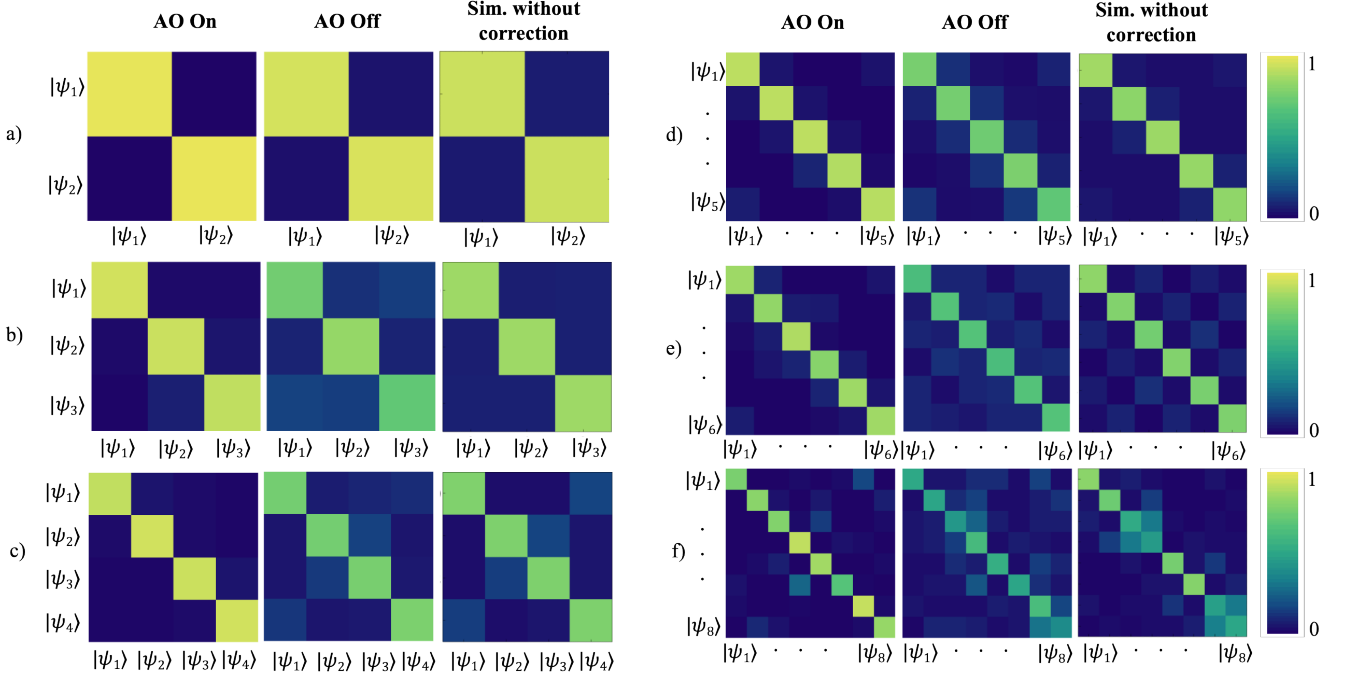 AO On AO Off Sim. without correction
a)
|ψ₁⟩
|ψ₂⟩
|ψ₁⟩ |ψ₂⟩ |ψ₁⟩ |ψ₂⟩ |ψ₁⟩ |ψ₂⟩
b)
|ψ₁⟩
|ψ₂⟩
|ψ₃⟩
|ψ₁⟩ |ψ₂⟩ |ψ₃⟩ |ψ₁⟩ |ψ₂⟩ |ψ₃⟩ |ψ₁⟩ |ψ₂⟩ |ψ₃⟩
c)
|ψ₁⟩
|ψ₂⟩
|ψ₃⟩
|ψ₄⟩
|ψ₁⟩ |ψ₂⟩ |ψ₃⟩ |ψ₄⟩ |ψ₁⟩ |ψ₂⟩ |ψ₃⟩ |ψ₄⟩ |ψ₁⟩ |ψ₂⟩ |ψ₃⟩ |ψ₄⟩
AO On AO Off Sim. without correction
d)
|ψ₁⟩
.
.
.
|ψ₅⟩
|ψ₁⟩ · · · |ψ₅⟩ |ψ₁⟩ · · · |ψ₅⟩ |ψ₁⟩ · · · |ψ₅⟩
1
0
e)
|ψ₁⟩
.
.
.
|ψ₆⟩
|ψ₁⟩ · · · |ψ₆⟩ |ψ₁⟩ · · · |ψ₆⟩ |ψ₁⟩ · · · |ψ₆⟩
1
0
f)
|ψ₁⟩
.
.
.
|ψ₈⟩
|ψ₁⟩ · · · |ψ₈⟩ |ψ₁⟩ · · · |ψ₈⟩ |ψ₁⟩ · · · |ψ₈⟩
1
0